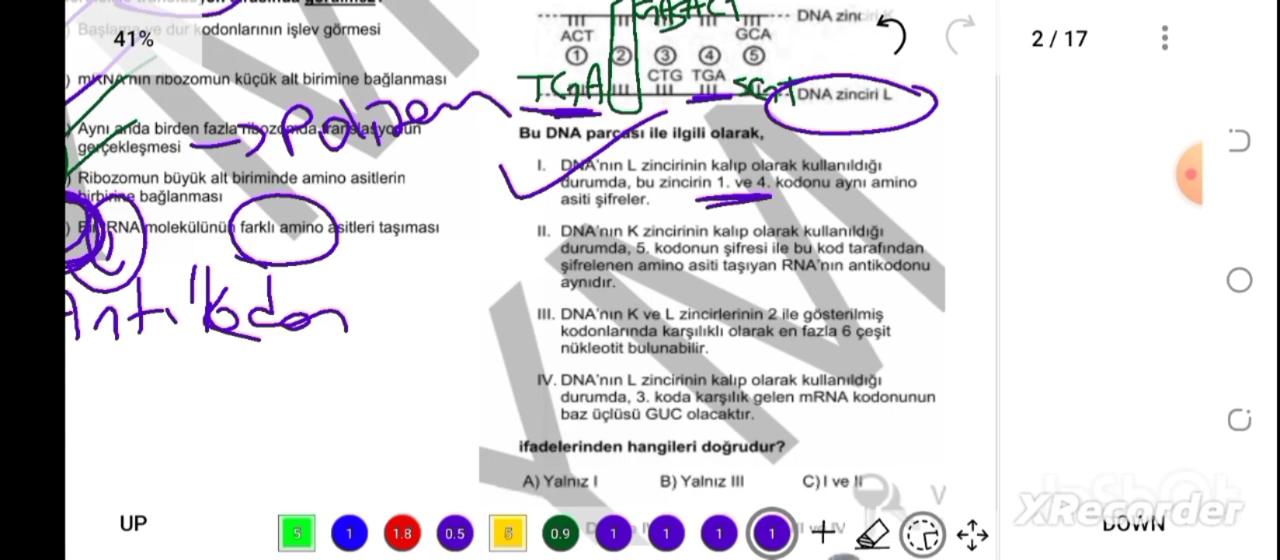 41%
2 / 17
Başlama ve dur kodonlarının işlev görmesi
mRNA'nın ribozomun küçük alt birimine bağlanması
Aynı anda birden fazla ribozomda translasyonun
gerçekleşmesi
Polizom
Ribozomun büyük alt biriminde amino asitlerin
birbirine bağlanması
RNA molekülünün farklı amino asitleri taşıması
Antikodon
DNA zinciri K
ACT
GCA
1 2 3 4 5
CTG TGA
TGA
DNA zinciri L
Bu DNA parçası ile ilgili olarak,
I. DNA'nın L zincirinin kalıp olarak kullanıldığı
durumda, bu zincirin 1. ve 4. kodonu aynı amino
asiti şifreler.
II. DNA'nın K zincirinin kalıp olarak kullanıldığı
durumda, 5. kodonun şifresi ile bu kod tarafından
şifrelenen amino asiti taşıyan RNA'nın antikodonu
aynıdır.
III. DNA'nın K ve L zincirlerinin 2 ile gösterilmiş
kodonlarında karşılıklı olarak en fazla 6 çeşit
nükleotit bulunabilir.
IV. DNA'nın L zincirinin kalıp olarak kullanıldığı
durumda, 3. koda karşılık gelen mRNA kodonunun
baz üçlüsü GUC olacaktır.
ifadelerinden hangileri doğrudur?
A) Yalnız I B) Yalnız III C) I ve II
YM
UP
5 1 1.8 0.5 6 0.9 1 1 1 1
DOWN
XRecorder